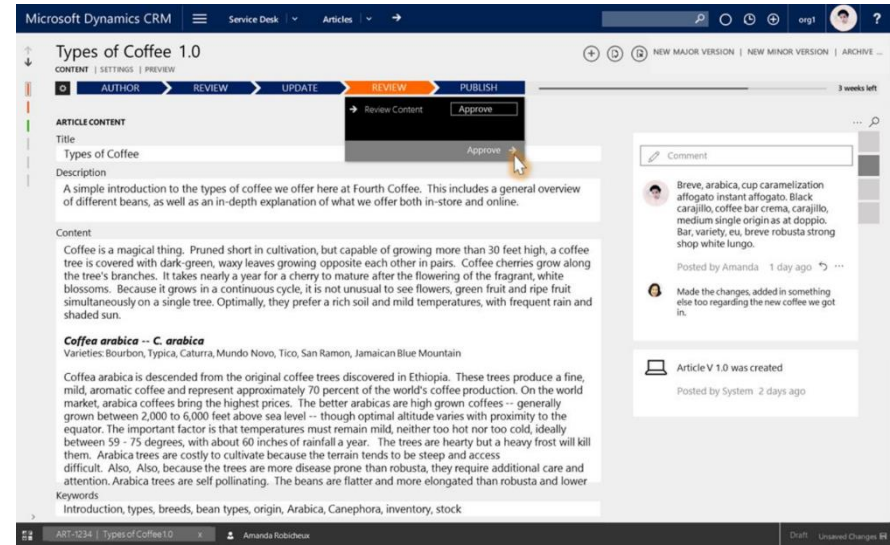 Microsoft Dynamics CRM Service Desk Articles org1 ?
Types of Coffee 1.0
NEW MAJOR VERSION | NEW MINOR VERSION | ARCHIVE ...
CONTENT | SETTINGS | PREVIEW
AUTHOR REVIEW UPDATE REVIEW PUBLISH 3 weeks left
Review Content Approve
Approve
ARTICLE CONTENT
Title
Types of Coffee
Description
A simple introduction to the types of coffee we offer here at Fourth Coffee. This includes a general overview
of different beans, as well as an in-depth explanation of what we offer both in-store and online.
Content
Coffee is a magical thing. Pruned short in cultivation, but capable of growing more than 30 feet high, a coffee
tree is covered with dark-green, waxy leaves growing opposite each other in pairs. Coffee cherries grow along
the tree's branches. It takes nearly a year for a cherry to mature after the flowering of the fragrant, white
blossoms. Because it grows in a continuous cycle, it is not unusual to see flowers, green fruit and ripe fruit
simultaneously on a single tree. Optimally, they prefer a rich soil and mild temperatures, with frequent rain and
shaded sun.
Coffea arabica -- C. arabica
Varieties: Bourbon, Typica, Caturra, Mundo Novo, Tico, San Ramon, Jamaican Blue Mountain
Coffea arabica is descended from the original coffee trees discovered in Ethiopia. These trees produce a fine,
mild, aromatic coffee and represent approximately 70 percent of the world's coffee production. On the world
market, arabica coffees bring the highest prices. The better arabicas are high grown coffees -- generally
grown between 2,000 to 6,000 feet above sea level -- though optimal altitude varies with proximity to the
equator. The important factor is that temperatures must remain mild, neither too hot nor too cold, ideally
between 59 - 75 degrees, with about 60 inches of rainfall a year. The trees are hearty but a heavy frost will kill
them. Arabica trees are costly to cultivate because the terrain tends to be steep and access
difficult. Also, Also, because the trees are more disease prone than robusta, they require additional care and
attention. Arabica trees are self pollinating. The beans are flatter and more elongated than robusta and lower
Keywords
Introduction, types, breeds, bean types, origin, Arabica, Canephora, inventory, stock
...
Comment
Breve, arabica, cup caramelization
affogato instant affogato. Black
carajillo, coffee bar crema, carajillo,
medium single origin as at doppio.
Bar, variety, eu, breve robusta strong
shop white lungo.
Posted by Amanda 1 day ago ...
Made the changes, added in something
else too regarding the new coffee we got
in.
Article V 1.0 was created
Posted by System 2 days ago
ART-1234 | Types of Coffee1.0 x Amanda Robicheux Draft Unsaved Changes